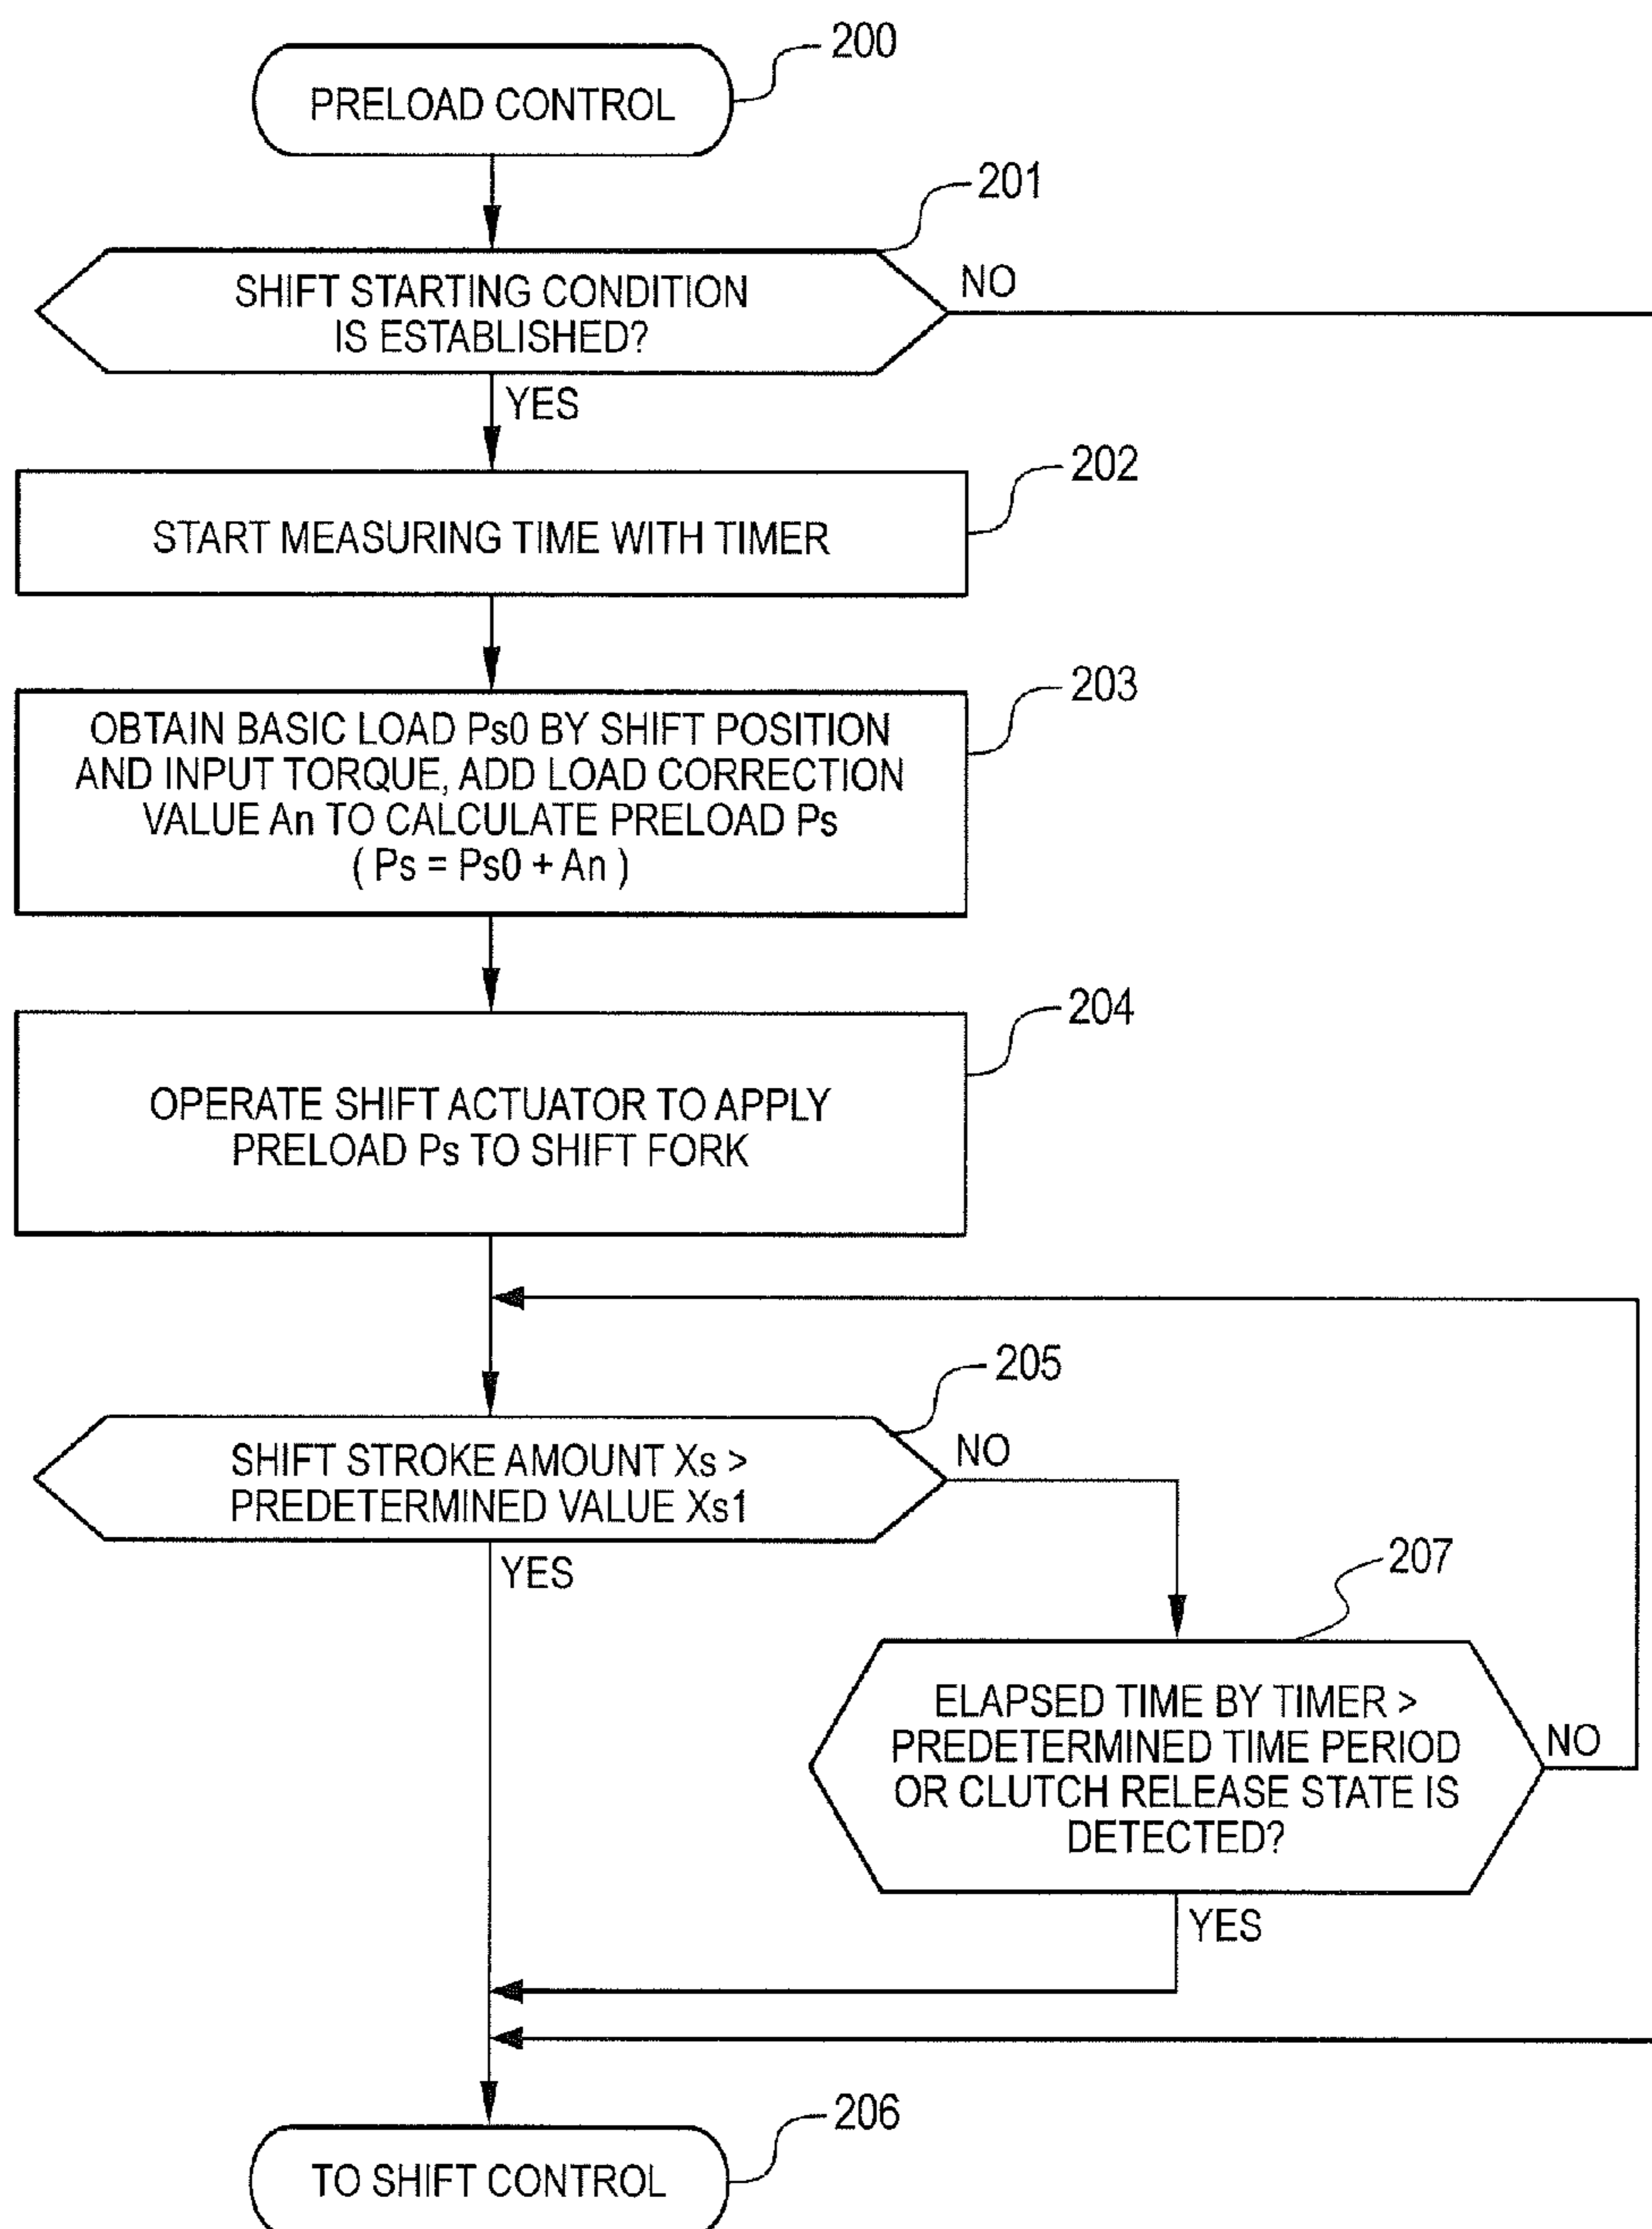 200
PRELOAD CONTROL
201
SHIFT STARTING CONDITION
IS ESTABLISHED?
NO
YES
202
START MEASURING TIME WITH TIMER
203
OBTAIN BASIC LOAD Ps0 BY SHIFT POSITION
AND INPUT TORQUE, ADD LOAD CORRECTION
VALUE An TO CALCULATE PRELOAD Ps
( Ps = Ps0 + An )
204
OPERATE SHIFT ACTUATOR TO APPLY
PRELOAD Ps TO SHIFT FORK
205
SHIFT STROKE AMOUNT Xs >
PREDETERMINED VALUE Xs1
NO
YES
207
ELAPSED TIME BY TIMER >
PREDETERMINED TIME PERIOD
OR CLUTCH RELEASE STATE IS
DETECTED?
NO
YES
206
TO SHIFT CONTROL